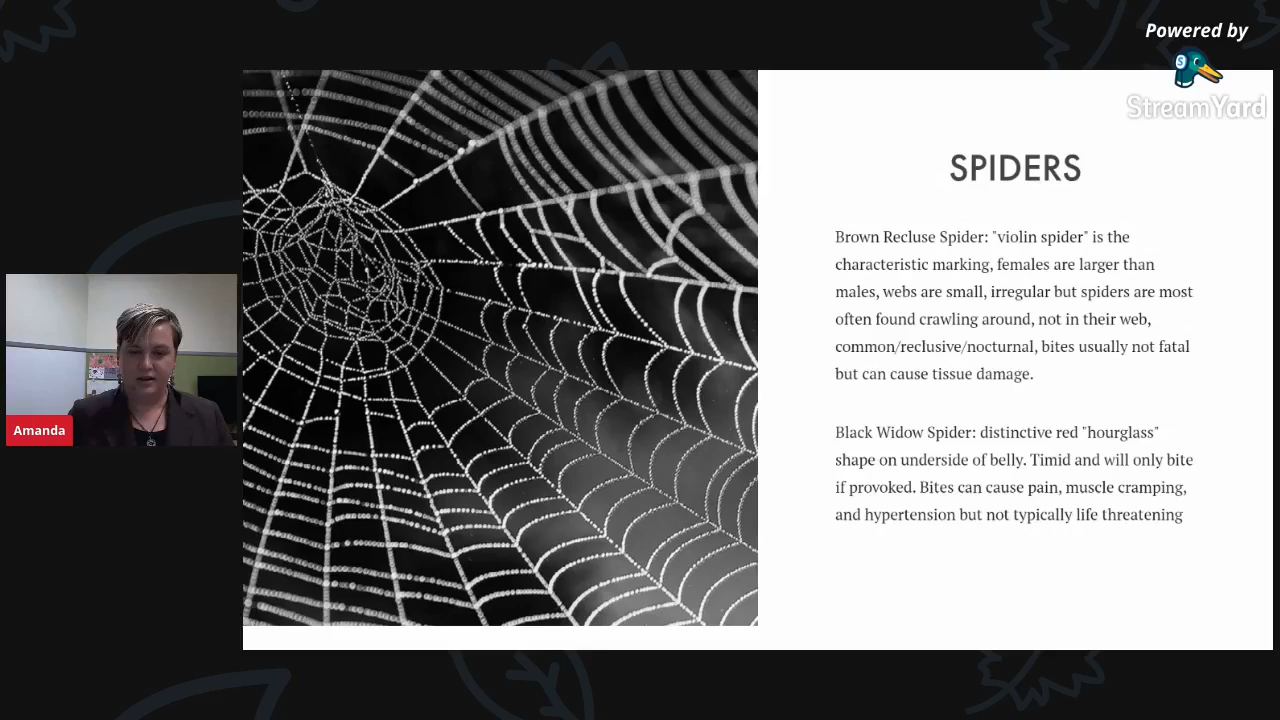 Powered by
StreamYard
SPIDERS
Brown Recluse Spider: "violin spider" is the
characteristic marking, females are larger than
males, webs are small, irregular but spiders are most
often found crawling around, not in their web,
common/reclusive/nocturnal, bites usually not fatal
but can cause tissue damage.
Black Widow Spider: distinctive red "hourglass"
shape on underside of belly. Timid and will only bite
if provoked. Bites can cause pain, muscle cramping,
and hypertension but not typically life threatening
Amanda